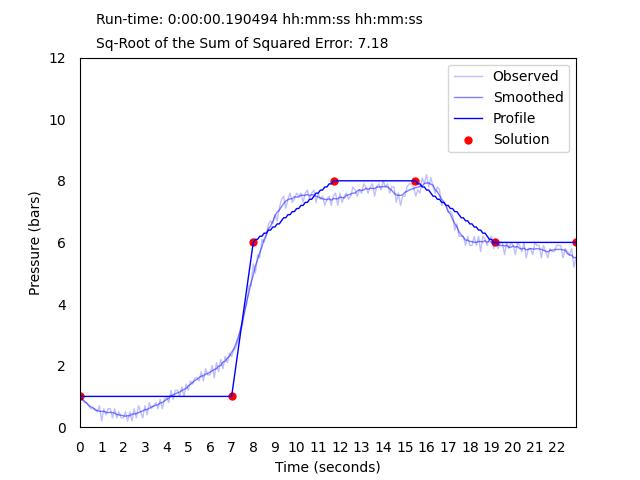 Run-time: 0:00:00.190494 hh:mm:ss hh:mm:ss
Sq-Root of the Sum of Squared Error: 7.18
12
10
8
6
4
2
0
Pressure (bars)
Observed
Smoothed
Profile
Solution
0 1 2 3 4 5 6 7 8 9 10 11 12 13 14 15 16 17 18 19 20 21 22
Time (seconds)